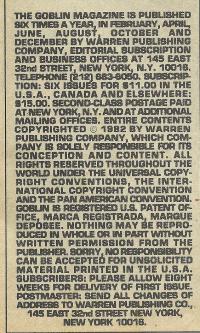 THE GOBLIN MAGAZINE IS PUBLISHED
SIX TIMES A YEAR, IN FEBRUARY, APRIL,
JUNE, AUGUST, OCTOBER AND
DECEMBER BY WARREN PUBLISHING
COMPANY, EDITORIAL, SUBSCRIPTION
AND BUSINESS OFFICES AT 145 EAST
32nd STREET, NEW YORK, N.Y. 10016.
TELEPHONE (212) 683-6050. SUBSCRIP-
TION: SIX ISSUES FOR $11.00 IN THE
U.S.A., CANADA AND ELSEWHERE:
$15.00. SECOND-CLASS POSTAGE PAID
AT NEW YORK, N.Y. AND AT ADDITIONAL
MAILING OFFICES, ENTIRE CONTENTS
COPYRIGHTED © 1982 BY WARREN
PUBLISHING COMPANY, WHICH COM-
PANY IS SOLELY RESPONSIBLE FOR ITS
CONCEPTION AND CONTENT. ALL
RIGHTS RESERVED THROUGHOUT THE
WORLD UNDER THE UNIVERSAL COPY-
RIGHT CONVENTIONS, THE INTER-
NATIONAL COPYRIGHT CONVENTION
AND THE PAN AMERICAN CONVENTION.
GOBLIN IS REGISTERED U.S. PATENT OF-
FICE, MARCA REGISTRADA, MARQUE
DEPOSEE. NOTHING MAY BE REPRO-
DUCED IN WHOLE OR IN PART WITHOUT
WRITTEN PERMISSION FROM THE
PUBLISHER. SORRY, NO RESPONSIBILITY
CAN BE ACCEPTED FOR UNSOLICITED
MATERIAL. PRINTED IN THE U.S.A.
SUBSCRIBERS: PLEASE ALLOW EIGHT
WEEKS FOR DELIVERY OF FIRST ISSUE.
POSTMASTER: SEND ALL CHANGES OF
ADDRESS TO WARREN PUBLISHING CO.,
145 EAST 32nd STREET NEW YORK,
NEW YORK 10016.